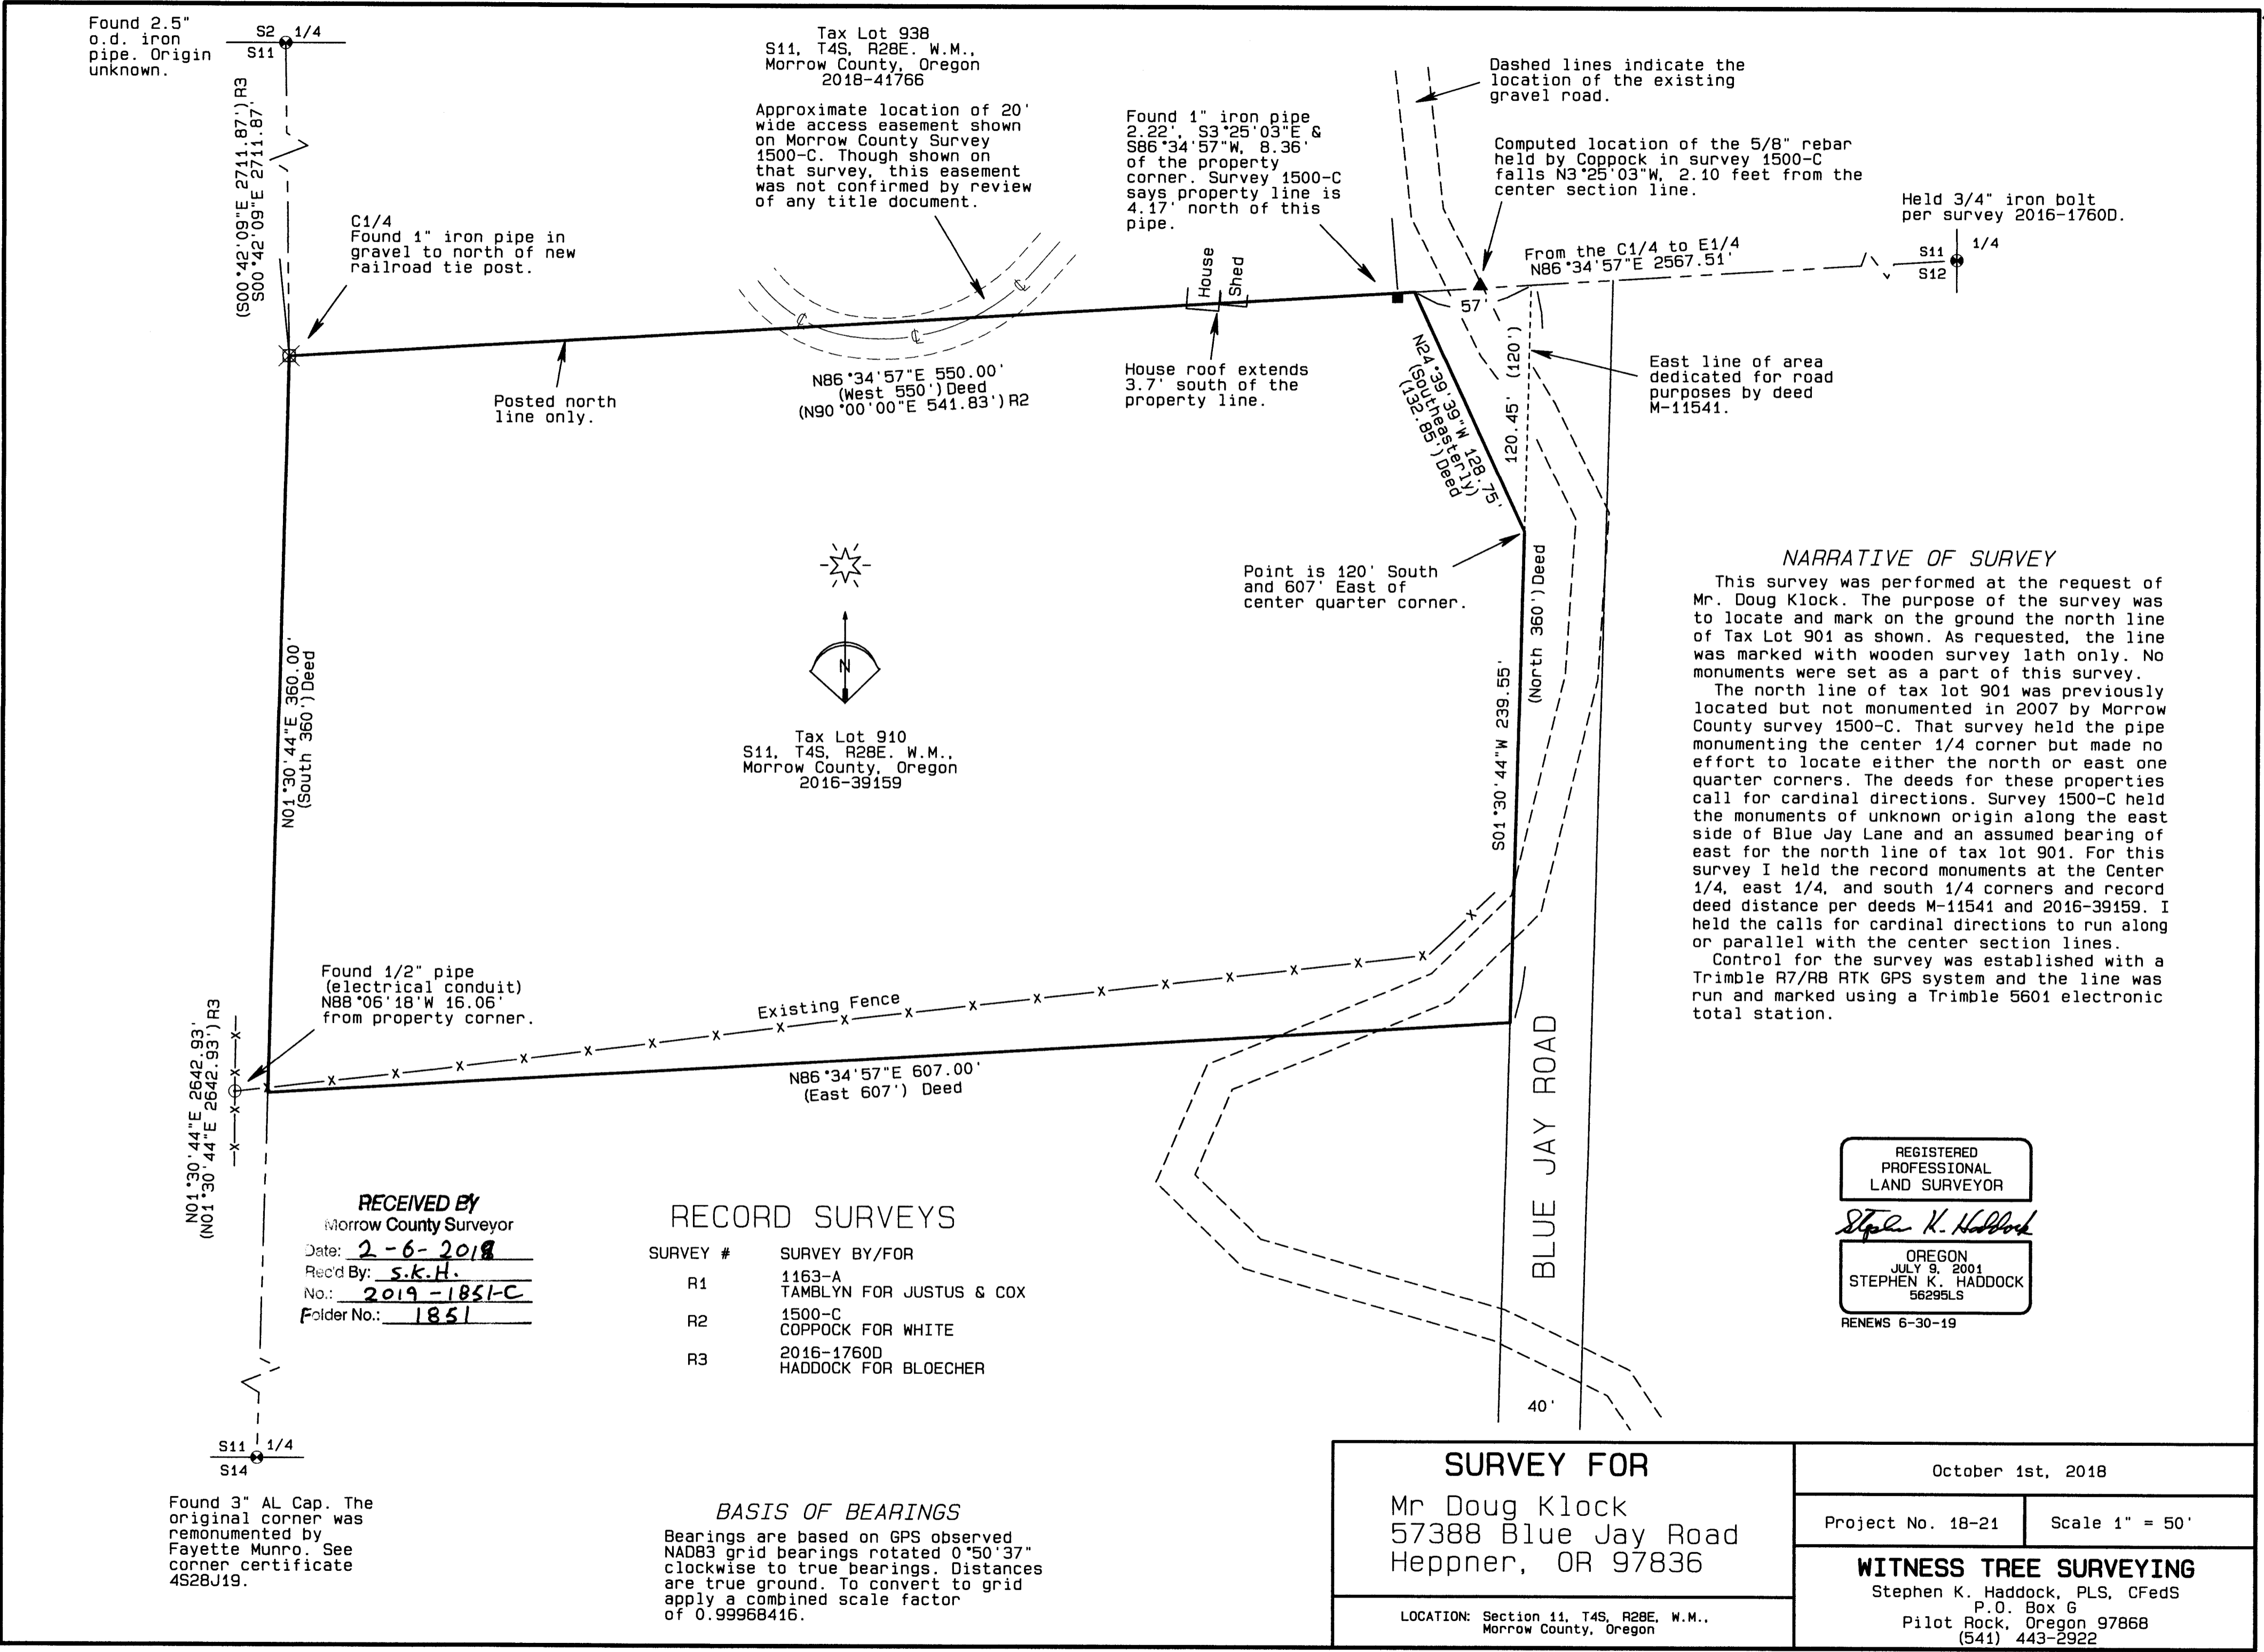 Found 2.5"
o.d. iron
pipe. Origin
unknown.
S2 1/4
S11
(S00°42'09"E 2711.87')R3
S00°42'09"E 2711.87'
Tax Lot 938
S11, T4S, R28E. W.M.,
Morrow County, Oregon
2018-41766
Approximate location of 20'
wide access easement shown
on Morrow County Survey
1500-C. Though shown on
that survey, this easement
was not confirmed by review
of any title document.
Found 1" iron pipe
2.22', S3°25'03"E &
S86°34'57"W, 8.36'
of the property
corner. Survey 1500-C
says property line is
4.17' north of this
pipe.
Dashed lines indicate the
location of the existing
gravel road.
Computed location of the 5/8" rebar
held by Coppock in survey 1500-C
falls N3°25'03"W, 2.10 feet from the
center section line.
Held 3/4" iron bolt
per survey 2016-1760D.
S11 1/4
S12
From the C1/4 to E1/4
N86°34'57"E 2567.51'
C1/4
Found 1" iron pipe in
gravel to north of new
railroad tie post.
House
Shed
57'
Posted north
line only.
N86°34'57"E 550.00'
(West 550')Deed
(N90°00'00"E 541.83')R2
House roof extends
3.7' south of the
property line.
N24°39'39"W 128.75'
(Southeasterly)
(132.85')Deed
120.45' (120')
East line of area
dedicated for road
purposes by deed
M-11541.
Point is 120' South
and 607' East of
center quarter corner.
(North 360')Deed
S01°30'44"W 239.55'
N01°30'44"E 360.00'
(South 360')Deed
N
Tax Lot 910
S11, T4S, R28E. W.M.,
Morrow County, Oregon
2016-39159
NARRATIVE OF SURVEY
This survey was performed at the request of
Mr. Doug Klock. The purpose of the survey was
to locate and mark on the ground the north line
of Tax Lot 901 as shown. As requested, the line
was marked with wooden survey lath only. No
monuments were set as a part of this survey.
The north line of tax lot 901 was previously
located but not monumented in 2007 by Morrow
County survey 1500-C. That survey held the pipe
monumenting the center 1/4 corner but made no
effort to locate either the north or east one
quarter corners. The deeds for these properties
call for cardinal directions. Survey 1500-C held
the monuments of unknown origin along the east
side of Blue Jay Lane and an assumed bearing of
east for the north line of tax lot 901. For this
survey I held the record monuments at the Center
1/4, east 1/4, and south 1/4 corners and record
deed distance per deeds M-11541 and 2016-39159. I
held the calls for cardinal directions to run along
or parallel with the center section lines.
Control for the survey was established with a
Trimble R7/R8 RTK GPS system and the line was
run and marked using a Trimble 5601 electronic
total station.
Found 1/2" pipe
(electrical conduit)
N88°06'18'W 16.06'
from property corner.
Existing Fence
N86°34'57"E 607.00'
(East 607') Deed
N01°30'44"E 2642.93'
(N01°30'44"E 2642.93')R3
BLUE JAY ROAD
40'
RECEIVED BY
Morrow County Surveyor
Date: 2-6-2019
Rec'd By: S.K.H.
No.: 2019-1851-C
Folder No.: 1851
RECORD SURVEYS
SURVEY # SURVEY BY/FOR
R1 1163-A
TAMBLYN FOR JUSTUS & COX
R2 1500-C
COPPOCK FOR WHITE
R3 2016-1760D
HADDOCK FOR BLOECHER
REGISTERED
PROFESSIONAL
LAND SURVEYOR
Stephen K. Haddock
OREGON
JULY 9, 2001
STEPHEN K. HADDOCK
56295LS
RENEWS 6-30-19
S11 1/4
S14
Found 3" AL Cap. The
original corner was
remonumented by
Fayette Munro. See
corner certificate
4S28J19.
BASIS OF BEARINGS
Bearings are based on GPS observed
NAD83 grid bearings rotated 0°50'37"
clockwise to true bearings. Distances
are true ground. To convert to grid
apply a combined scale factor
of 0.99968416.
SURVEY FOR
Mr Doug Klock
57388 Blue Jay Road
Heppner, OR 97836
LOCATION: Section 11, T4S, R28E, W.M.,
Morrow County, Oregon
October 1st, 2018
Project No. 18-21
Scale 1" = 50'
WITNESS TREE SURVEYING
Stephen K. Haddock, PLS, CFedS
P.O. Box G
Pilot Rock, Oregon 97868
(541) 443-2922